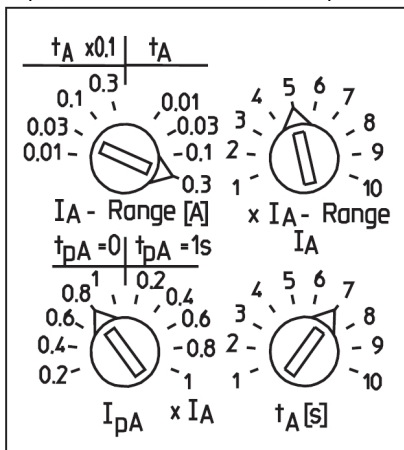 tA x0.1 | tA
0.01 0.03 0.1 0.3 0.01 0.03 0.1 0.3
IA - Range [A]
1 2 3 4 5 6 7 8 9 10
x IA - Range
IA
tpA =0 | tpA =1s
0.2 0.4 0.6 0.8 1 0.2 0.4 0.6 0.8 1
IpA x IA
1 2 3 4 5 6 7 8 9 10
tA [s]